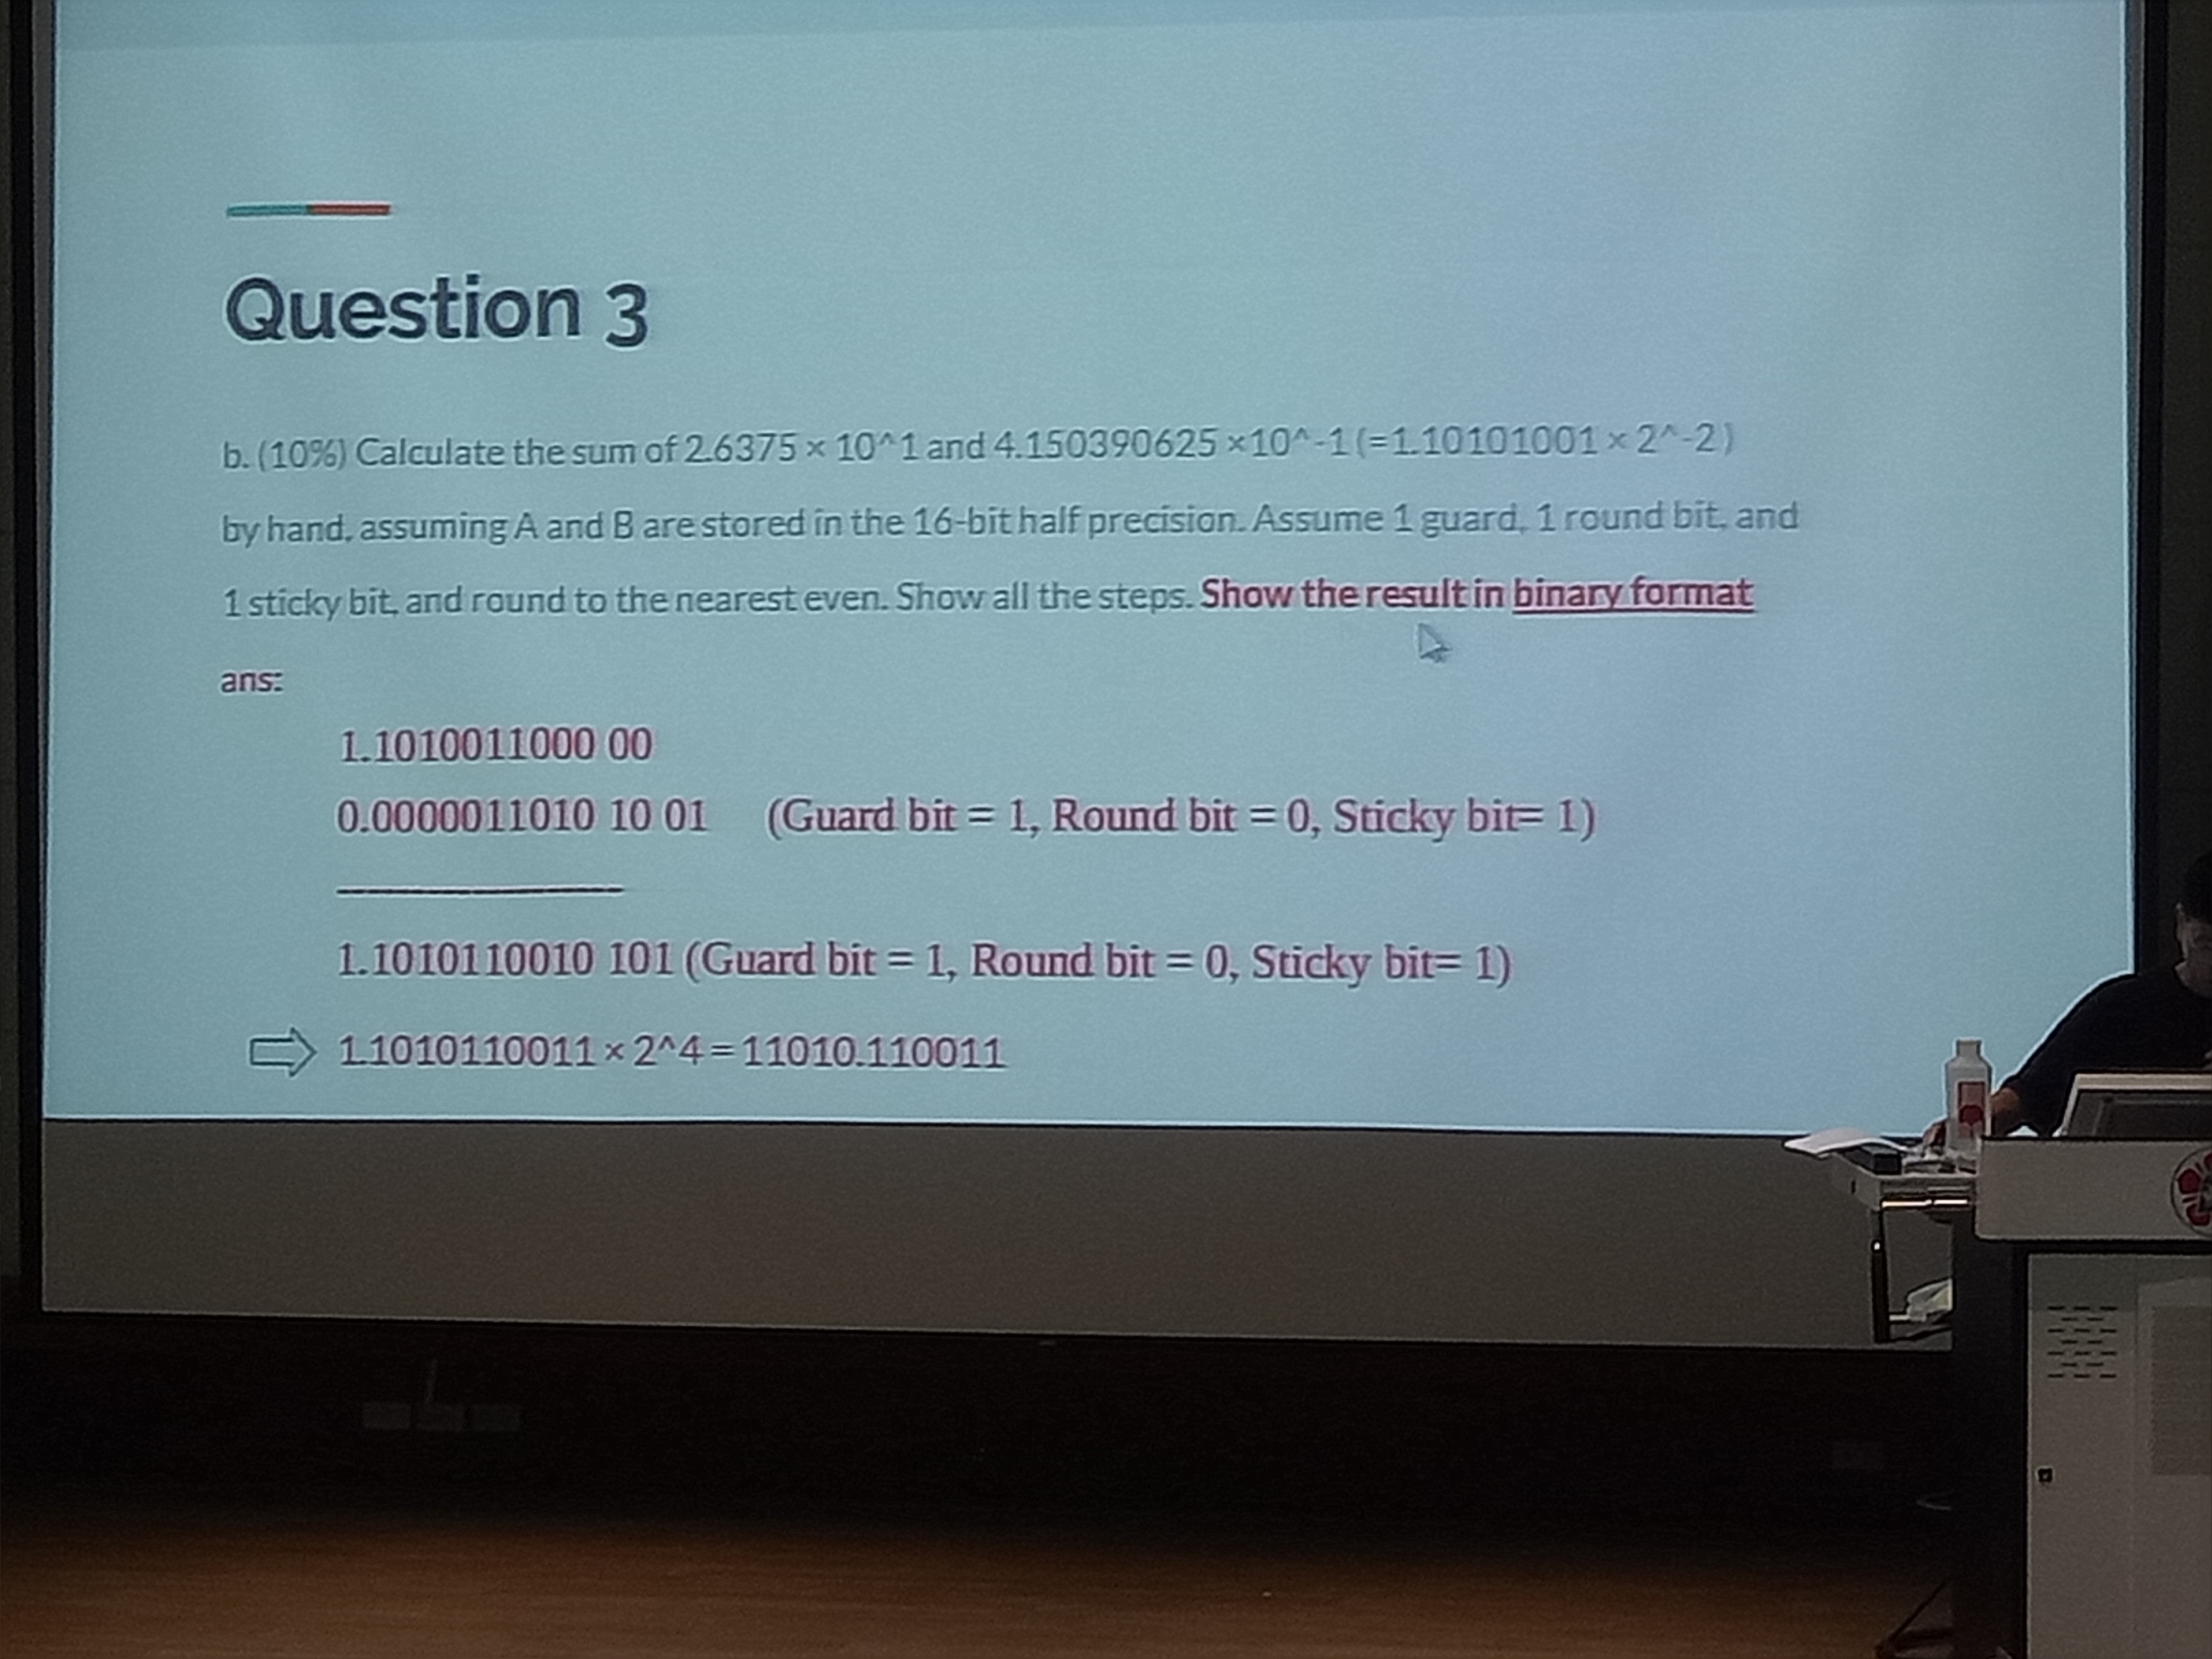 Question 3
b. (10%) Calculate the sum of 2.6375 × 10^1 and 4.150390625 ×10^-1 (=1.10101001 × 2^-2 )
by hand, assuming A and B are stored in the 16-bit half precision. Assume 1 guard, 1 round bit, and
1 sticky bit, and round to the nearest even. Show all the steps. Show the result in binary format
ans:
1.1010011000 00
0.0000011010 10 01 (Guard bit = 1, Round bit = 0, Sticky bit= 1)
1.1010110010 101 (Guard bit = 1, Round bit = 0, Sticky bit= 1)
1.1010110011 × 2^4 = 11010.110011